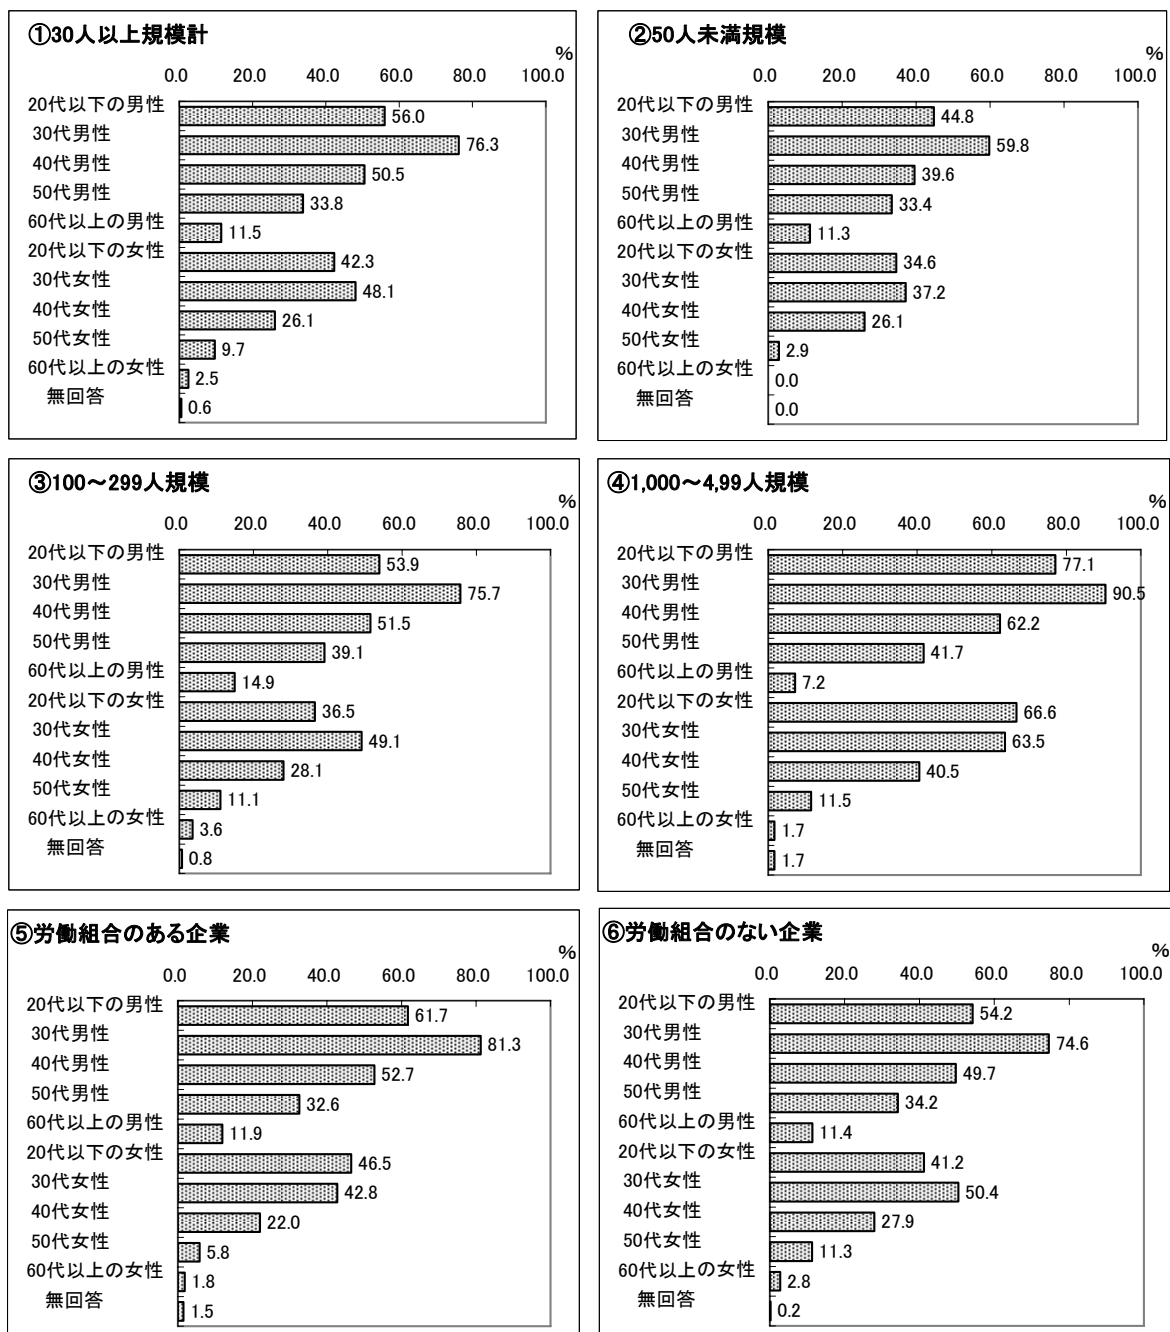 ①30人以上規模計
%
0.0 20.0 40.0 60.0 80.0 100.0
20代以下の男性 56.0
30代男性 76.3
40代男性 50.5
50代男性 33.8
60代以上の男性 11.5
20代以下の女性 42.3
30代女性 48.1
40代女性 26.1
50代女性 9.7
60代以上の女性 2.5
無回答 0.6
②50人未満規模
%
0.0 20.0 40.0 60.0 80.0 100.0
20代以下の男性 44.8
30代男性 59.8
40代男性 39.6
50代男性 33.4
60代以上の男性 11.3
20代以下の女性 34.6
30代女性 37.2
40代女性 26.1
50代女性 2.9
60代以上の女性 0.0
無回答 0.0
③100～299人規模
%
0.0 20.0 40.0 60.0 80.0 100.0
20代以下の男性 53.9
30代男性 75.7
40代男性 51.5
50代男性 39.1
60代以上の男性 14.9
20代以下の女性 36.5
30代女性 49.1
40代女性 28.1
50代女性 11.1
60代以上の女性 3.6
無回答 0.8
④1,000～4,99人規模
%
0.0 20.0 40.0 60.0 80.0 100.0
20代以下の男性 77.1
30代男性 90.5
40代男性 62.2
50代男性 41.7
60代以上の男性 7.2
20代以下の女性 66.6
30代女性 63.5
40代女性 40.5
50代女性 11.5
60代以上の女性 1.7
無回答 1.7
⑤労働組合のある企業
%
0.0 20.0 40.0 60.0 80.0 100.0
20代以下の男性 61.7
30代男性 81.3
40代男性 52.7
50代男性 32.6
60代以上の男性 11.9
20代以下の女性 46.5
30代女性 42.8
40代女性 22.0
50代女性 5.8
60代以上の女性 1.8
無回答 1.5
⑥労働組合のない企業
%
0.0 20.0 40.0 60.0 80.0 100.0
20代以下の男性 54.2
30代男性 74.6
40代男性 49.7
50代男性 34.2
60代以上の男性 11.4
20代以下の女性 41.2
30代女性 50.4
40代女性 27.9
50代女性 11.3
60代以上の女性 2.8
無回答 0.2